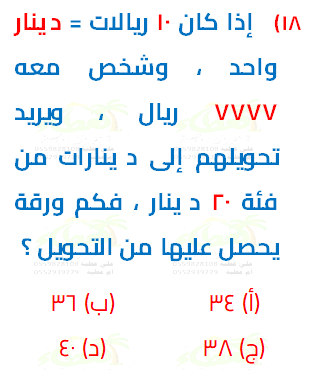 ١٨) إذا كان ١٠ ريالات = دينار
واحد ، وشخص معه
٧٧٧٧ ريال ، ويريد
تحويلهم إلى دينارات من
فئة ٢٠ دينار ، فكم ورقة
يحصل عليها من التحويل ؟
(أ) ٣٤ (ب) ٣٦
(ج) ٣٨ (د) ٤٠